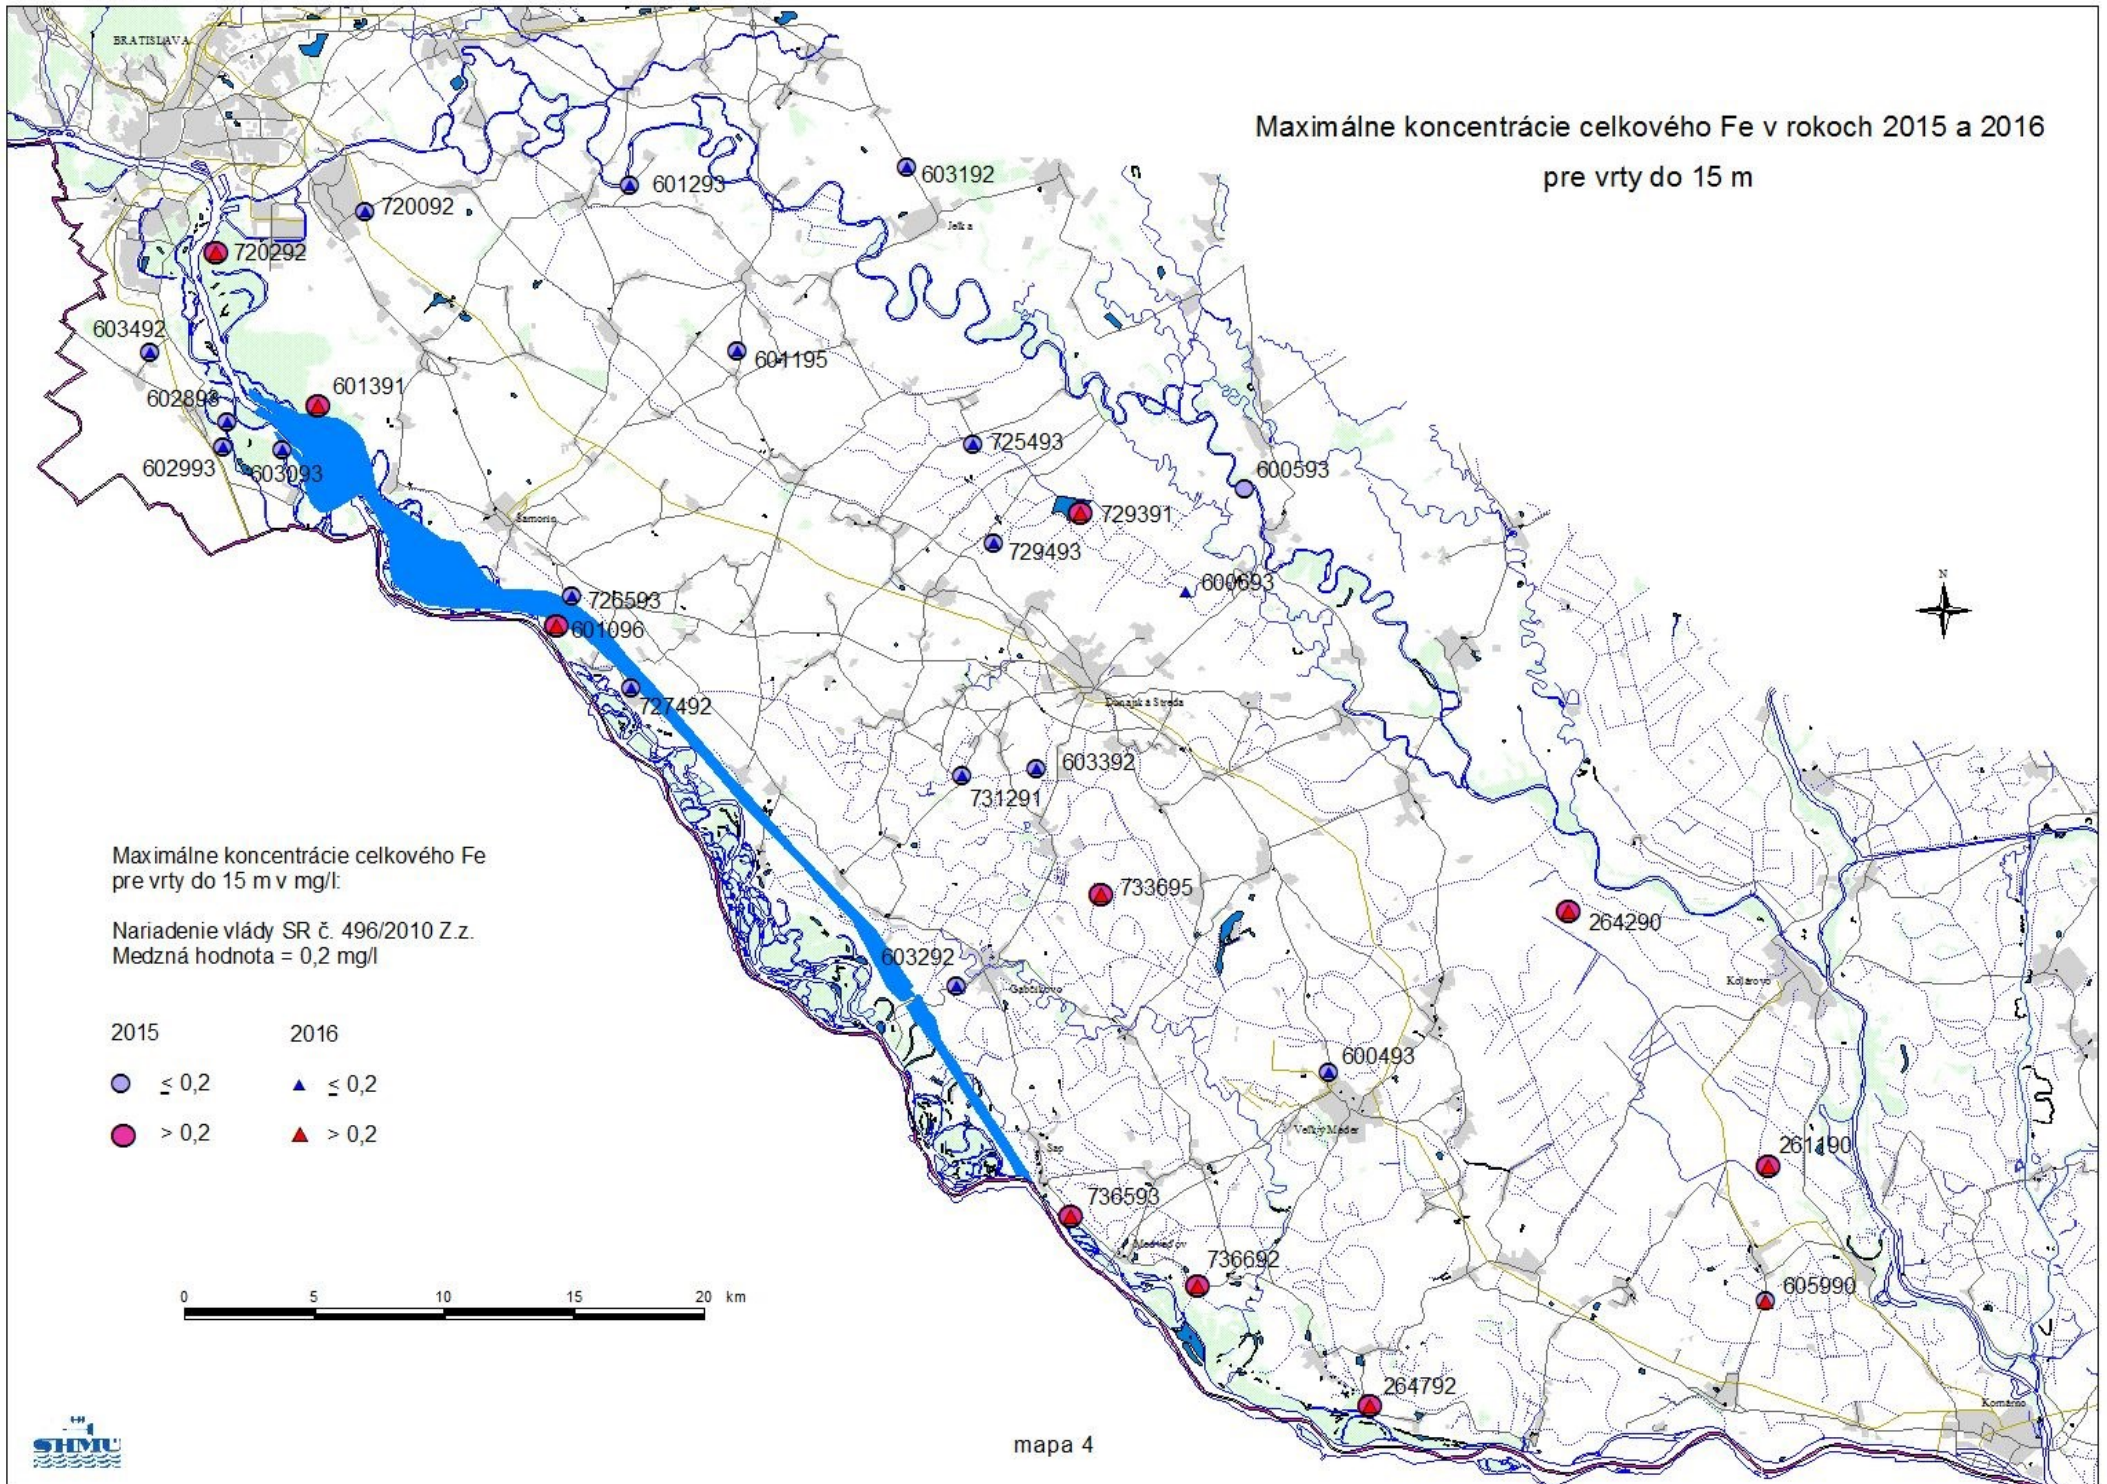 BRATISLAVA
Maximálne koncentrácie celkového Fe v rokoch 2015 a 2016
pre vrty do 15 m
603192
601293
720092
Jelka
720292
603492
601195
601391
602893
725493
602993
603093
600593
Šamorín
729391
729493
600693
726593
601096
727492
Dunajská Streda
603392
731291
Maximálne koncentrácie celkového Fe
pre vrty do 15 m v mg/l:
733695
264290
Nariadenie vlády SR č. 496/2010 Z.z.
Medzná hodnota = 0,2 mg/l
603292
Kolárovo
Gabčíkovo
2015 2016
600493
≤ 0,2 ≤ 0,2
Veľký Meder
> 0,2 > 0,2
Sap
261190
736593
Medveďov
736692
605990
0 5 10 15 20 km
264792
Komárno
SHMÚ
mapa 4
N